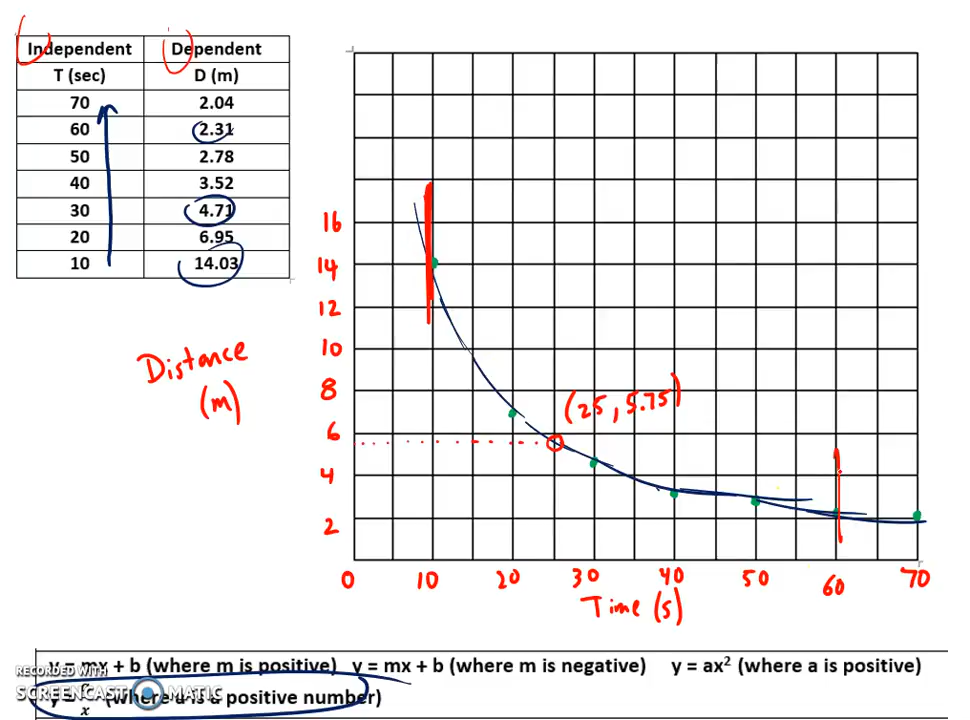 Independent Dependent
T (sec) D (m)
70 2.04
60 2.31
50 2.78
40 3.52
30 4.71
20 6.95
10 14.03
Distance
(m)
16
14
12
10
8
6
4
2
(25, 5.75)
0 10 20 30 40 50 60 70
Time (s)
y = mx + b (where m is positive) y = mx + b (where m is negative) y = ax² (where a is positive)
y = x (where a is a positive number)
RECORDED WITH
SCREENCAST MATIC